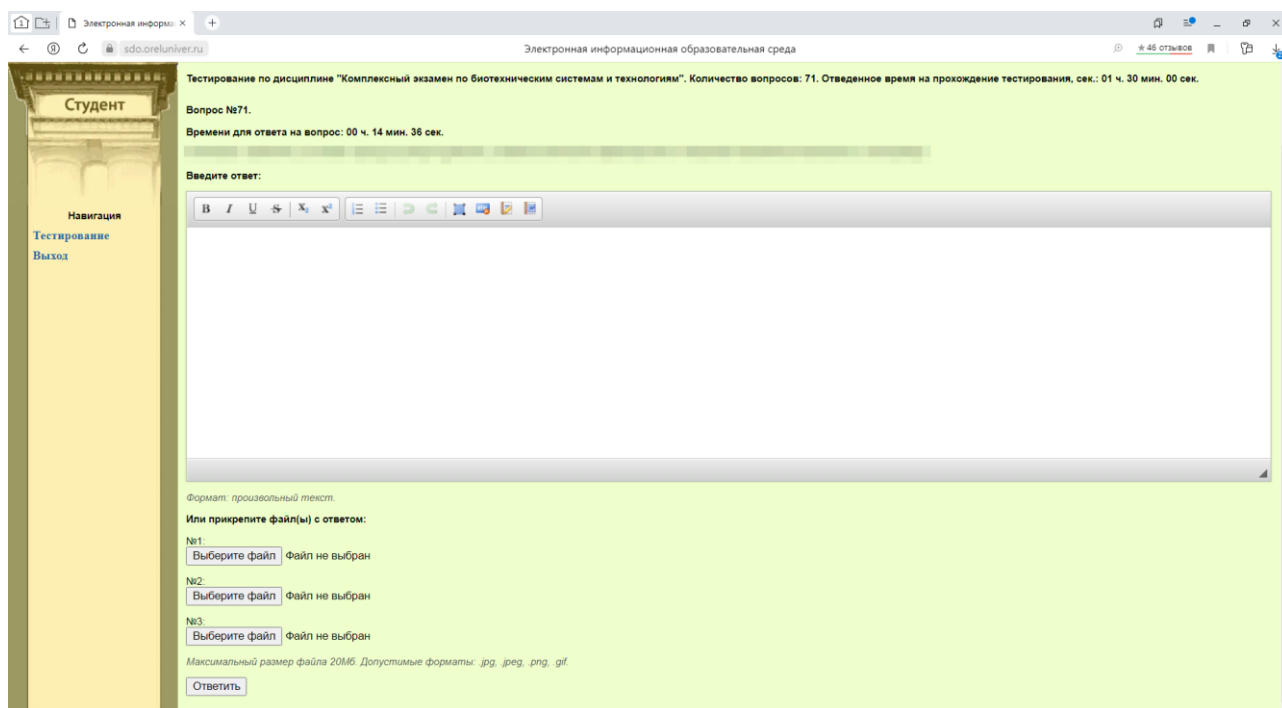 Электронная информа
sdo.oreluniver.ru
Электронная информационная образовательная среда
★ 46 отзывов
Студент
Навигация
Тестирование
Выход
Тестирование по дисциплине "Комплексный экзамен по биотехническим системам и технологиям". Количество вопросов: 71. Отведенное время на прохождение тестирования, сек.: 01 ч. 30 мин. 00 сек.
Вопрос №71.
Времени для ответа на вопрос: 00 ч. 14 мин. 36 сек.
Введите ответ:
B I U S X₂ X²
Формат: произвольный текст.
Или прикрепите файл(ы) с ответом:
№1:
Выберите файл Файл не выбран
№2:
Выберите файл Файл не выбран
№3:
Выберите файл Файл не выбран
Максимальный размер файла 20Мб. Допустимые форматы: .jpg, .jpeg, .png, .gif.
Ответить